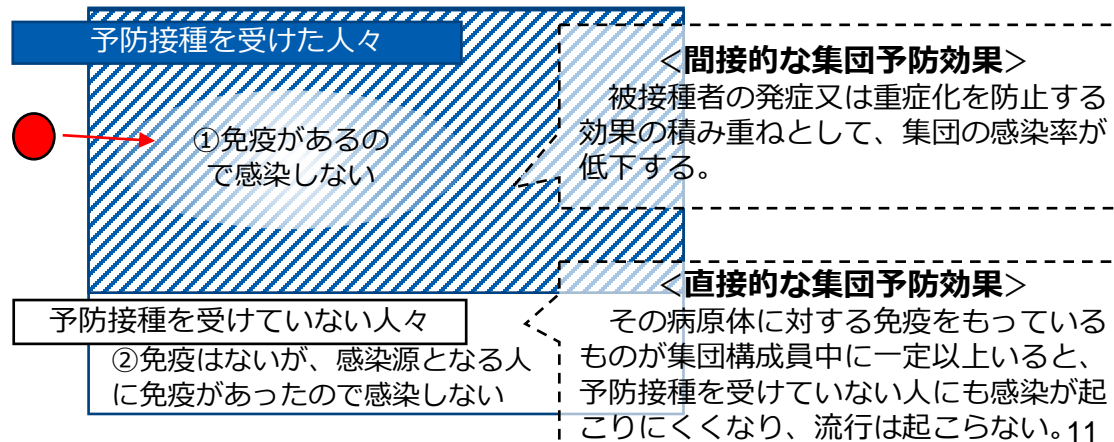 予防接種を受けた人々
①免疫があるの
で感染しない
＜間接的な集団予防効果＞
被接種者の発症又は重症化を防止する
効果の積み重ねとして、集団の感染率が
低下する。
予防接種を受けていない人々
②免疫はないが、感染源となる人
に免疫があったので感染しない
＜直接的な集団予防効果＞
その病原体に対する免疫をもっている
ものが集団構成員中に一定以上いると、
予防接種を受けていない人にも感染が起
こりにくくなり、流行は起こらない。
11